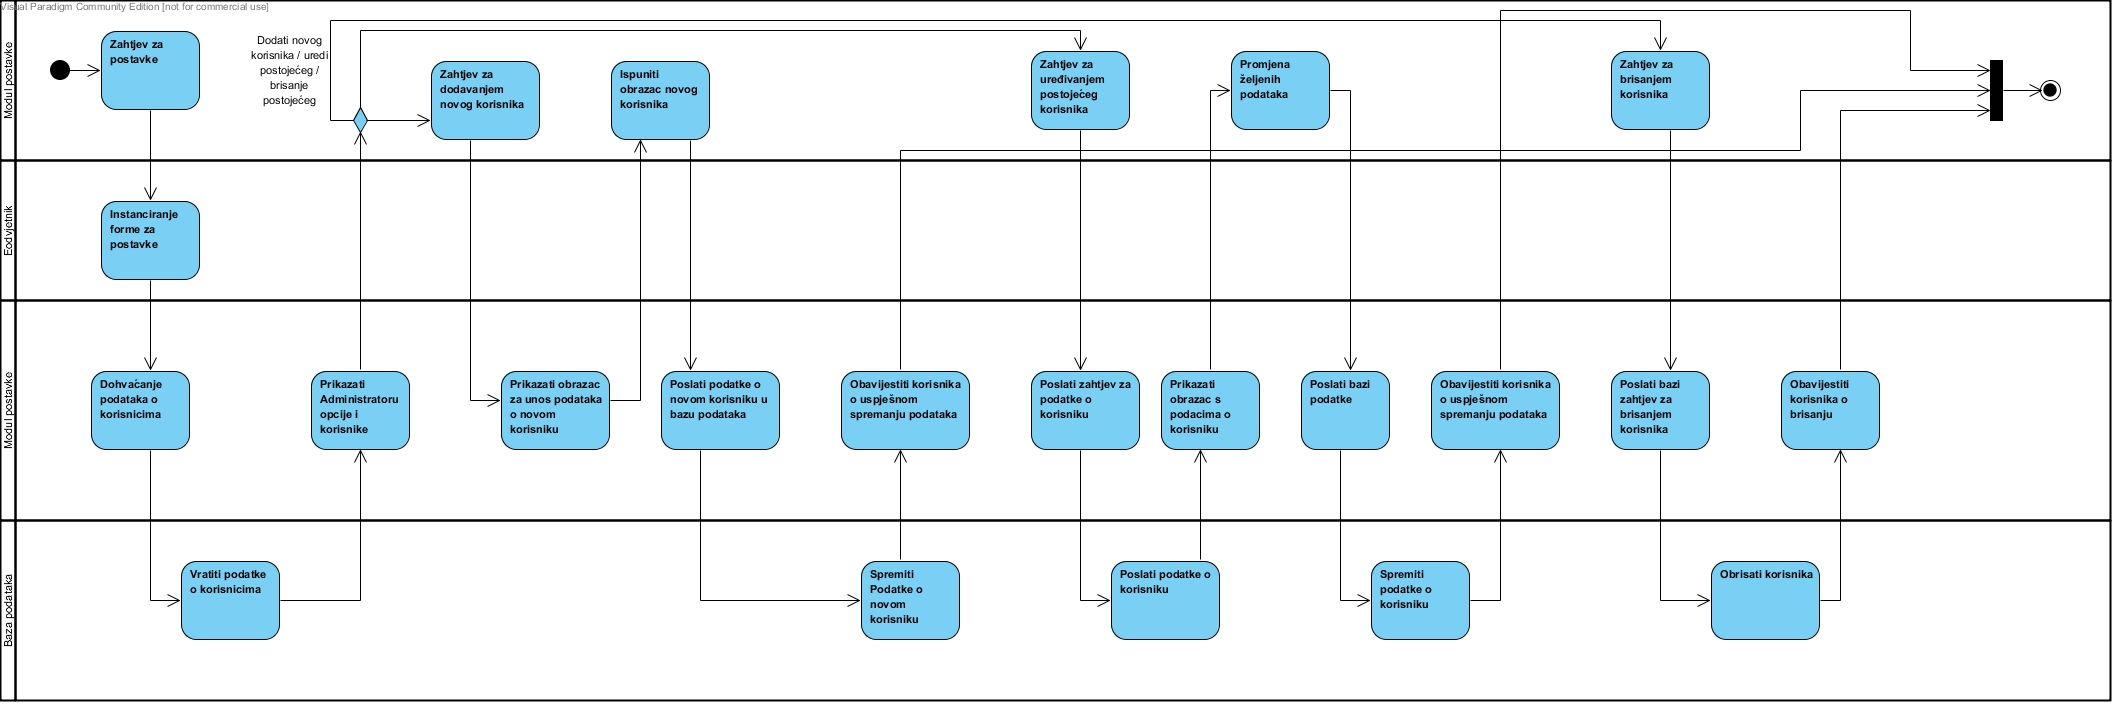 Visual Paradigm Community Edition [not for commercial use]
Modul postavke
Zahtjev za
postavke
Dodati novog
korisnika / uredi
postojećeg /
brisanje
postojećeg
Zahtjev za
dodavanjem
novog korisnika
Ispuniti
obrazac novog
korisnika
Zahtjev za
uređivanjem
postojećeg
korisnika
Promjena
željenih
podataka
Zahtjev za
brisanjem
korisnika
Eodvjetnik
Instanciranje
forme za
postavke
Modul postavke
Dohvaćanje
podataka o
korisnicima
Prikazati
Administratoru
opcije i
korisnike
Prikazati obrazac
za unos podataka
o novom
korisniku
Poslati podatke o
novom korisniku u
bazu podataka
Obavijestiti korisnika
o uspješnom
spremanju podataka
Poslati zahtjev za
podatke o
korisniku
Prikazati
obrazac s
podacima o
korisniku
Poslati bazi
podatke
Obavijestiti korisnika
o uspješnom
spremanju podataka
Poslati bazi
zahtjev za
brisanjem
korisnika
Obavijestiti
korisnika o
brisanju
Baza podataka
Vratiti podatke
o korisnicima
Spremiti
Podatke o
novom
korisniku
Poslati podatke o
korisniku
Spremiti
podatke o
korisniku
Obrisati korisnika